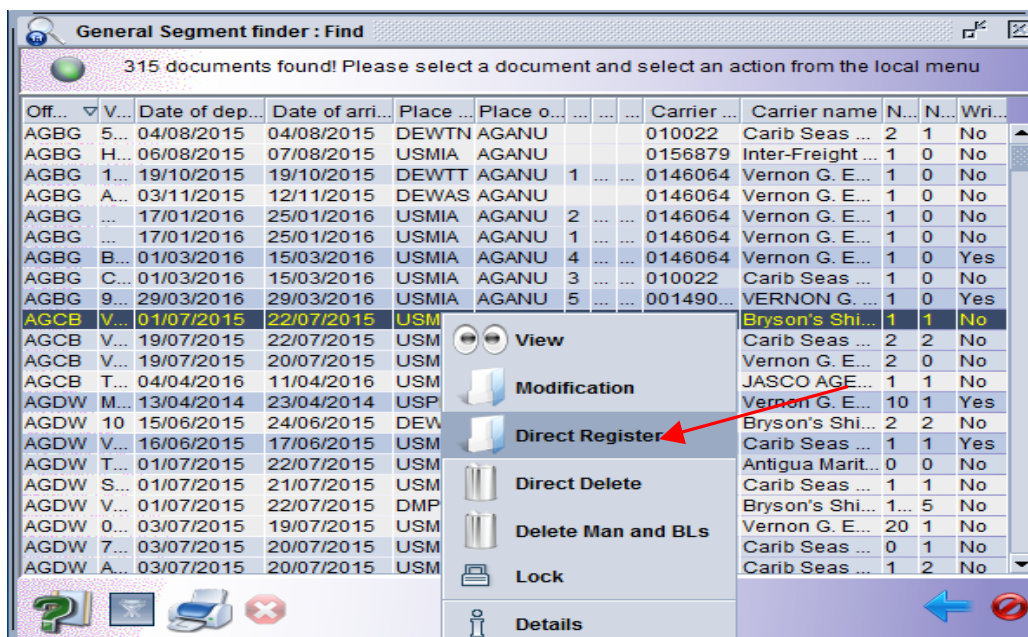 General Segment finder : Find
315 documents found! Please select a document and select an action from the local menu
Off... V... Date of dep... Date of arri... Place ... Place o... ... ... ... Carrier ... Carrier name N... N... Wri...
AGBG 5... 04/08/2015 04/08/2015 DEWTN AGANU 010022 Carib Seas ... 2 1 No
AGBG H... 06/08/2015 07/08/2015 USMIA AGANU 0156879 Inter-Freight ... 1 0 No
AGBG 1... 19/10/2015 19/10/2015 DEWTT AGANU 1 ... ... 0146064 Vernon G. E... 1 0 No
AGBG A... 03/11/2015 12/11/2015 DEWAS AGANU 0146064 Vernon G. E... 1 0 No
AGBG ... 17/01/2016 25/01/2016 USMIA AGANU 2 ... ... 0146064 Vernon G. E... 1 0 No
AGBG ... 17/01/2016 25/01/2016 USMIA AGANU 1 ... ... 0146064 Vernon G. E... 1 0 No
AGBG B... 01/03/2016 15/03/2016 USMIA AGANU 4 ... ... 0146064 Vernon G. E... 1 0 Yes
AGBG C... 01/03/2016 15/03/2016 USMIA AGANU 3 ... ... 010022 Carib Seas ... 1 0 No
AGBG 9... 29/03/2016 29/03/2016 USMIA AGANU 5 ... ... 001490... VERNON G. ... 1 0 Yes
AGCB V... 01/07/2015 22/07/2015 USM Bryson's Shi... 1 1 No
AGCB V... 19/07/2015 22/07/2015 USM Carib Seas ... 2 2 No
AGCB V... 19/07/2015 20/07/2015 USM Vernon G. E... 2 0 No
AGCB T... 04/04/2016 11/04/2016 USM JASCO AGE... 1 1 No
AGDW M... 13/04/2014 23/04/2014 USP Vernon G. E... 10 1 Yes
AGDW 10 15/06/2015 24/06/2015 DEW Bryson's Shi... 2 2 No
AGDW V... 16/06/2015 17/06/2015 USM Carib Seas ... 1 1 Yes
AGDW T... 01/07/2015 22/07/2015 USM Antigua Marit... 0 0 No
AGDW S... 01/07/2015 21/07/2015 USM Carib Seas ... 1 1 No
AGDW V... 01/07/2015 22/07/2015 DMP Bryson's Shi... 1... 5 No
AGDW 0... 03/07/2015 19/07/2015 USM Vernon G. E... 20 1 No
AGDW 7... 03/07/2015 20/07/2015 USM Carib Seas ... 0 1 No
AGDW A... 03/07/2015 20/07/2015 USM Carib Seas ... 1 2 No
View
Modification
Direct Register
Direct Delete
Delete Man and BLs
Lock
Details